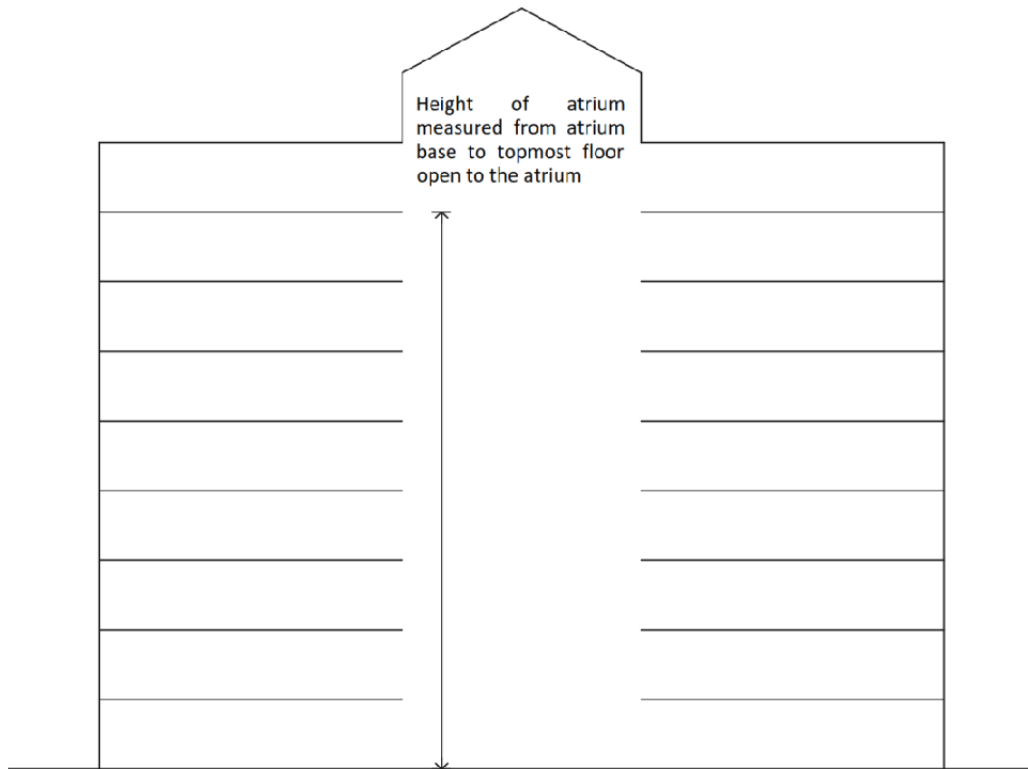 Height of atrium
measured from atrium
base to topmost floor
open to the atrium